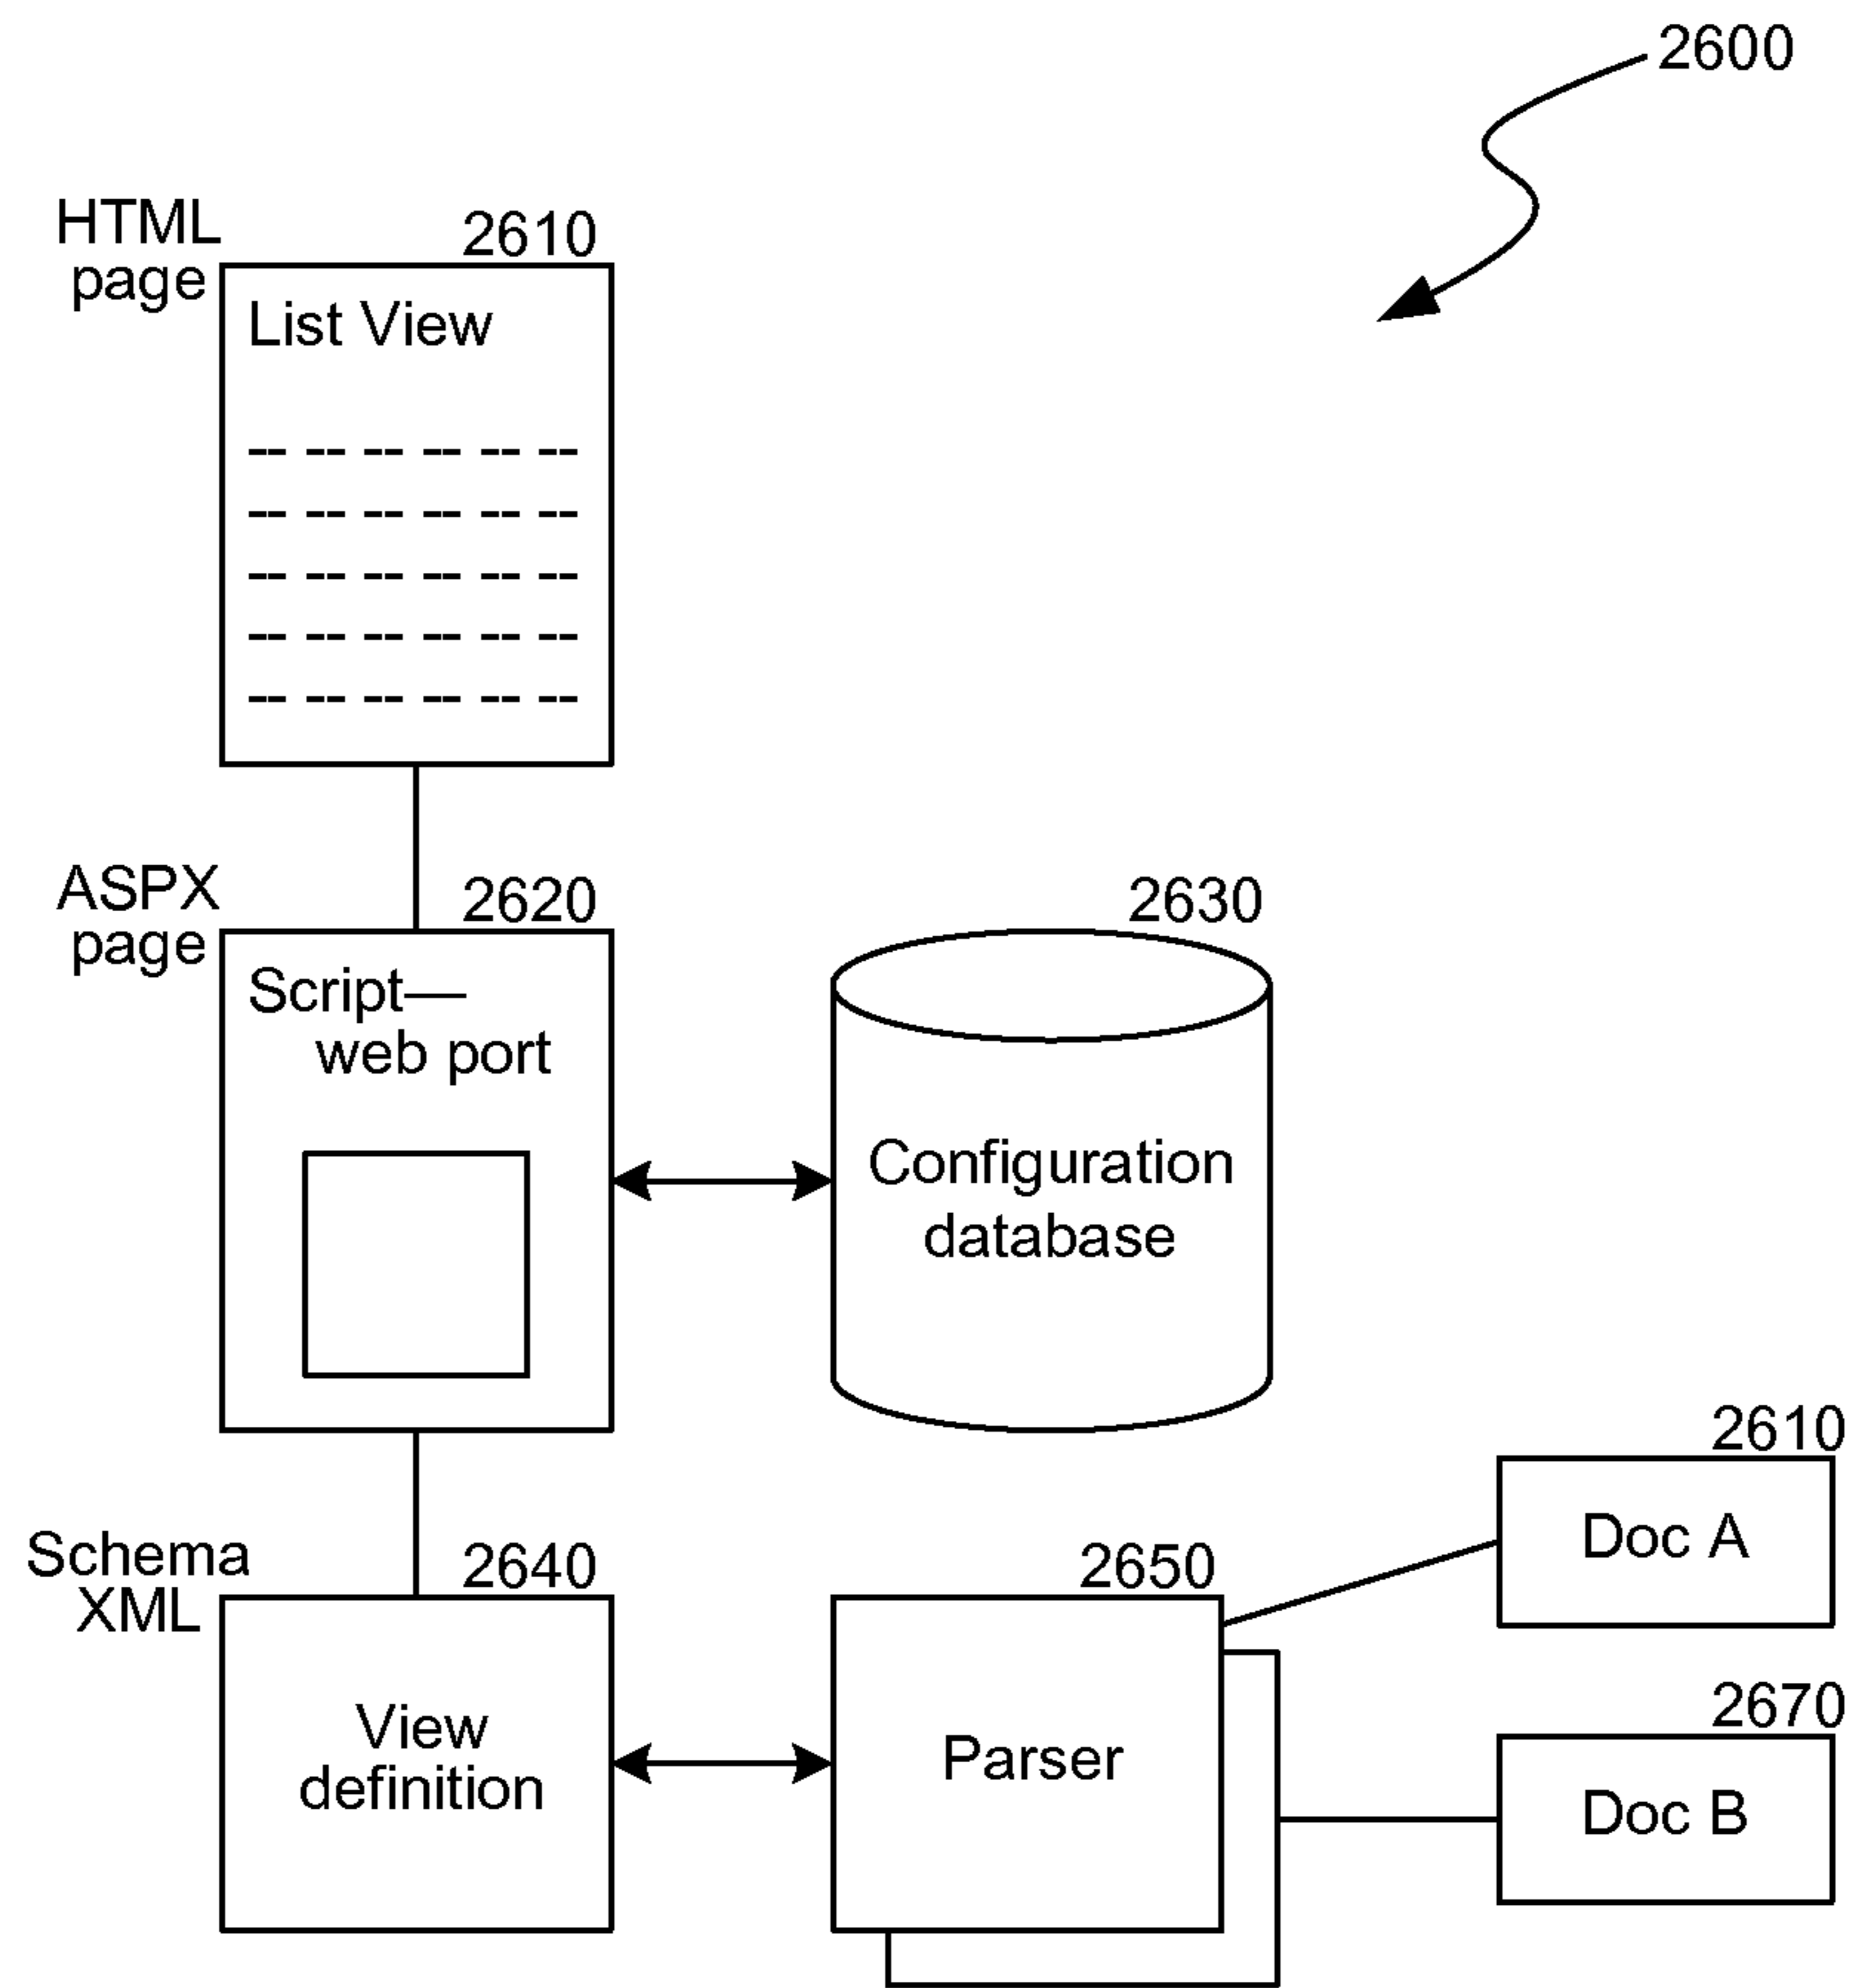 2600
HTML
page
2610
List View
-- -- -- -- -- --
-- -- -- -- -- --
-- -- -- -- -- --
-- -- -- -- -- --
-- -- -- -- -- --
ASPX
page
2620
Script—
web port
2630
Configuration
database
Schema
XML
2640
View
definition
2650
Parser
2610
Doc A
2670
Doc B